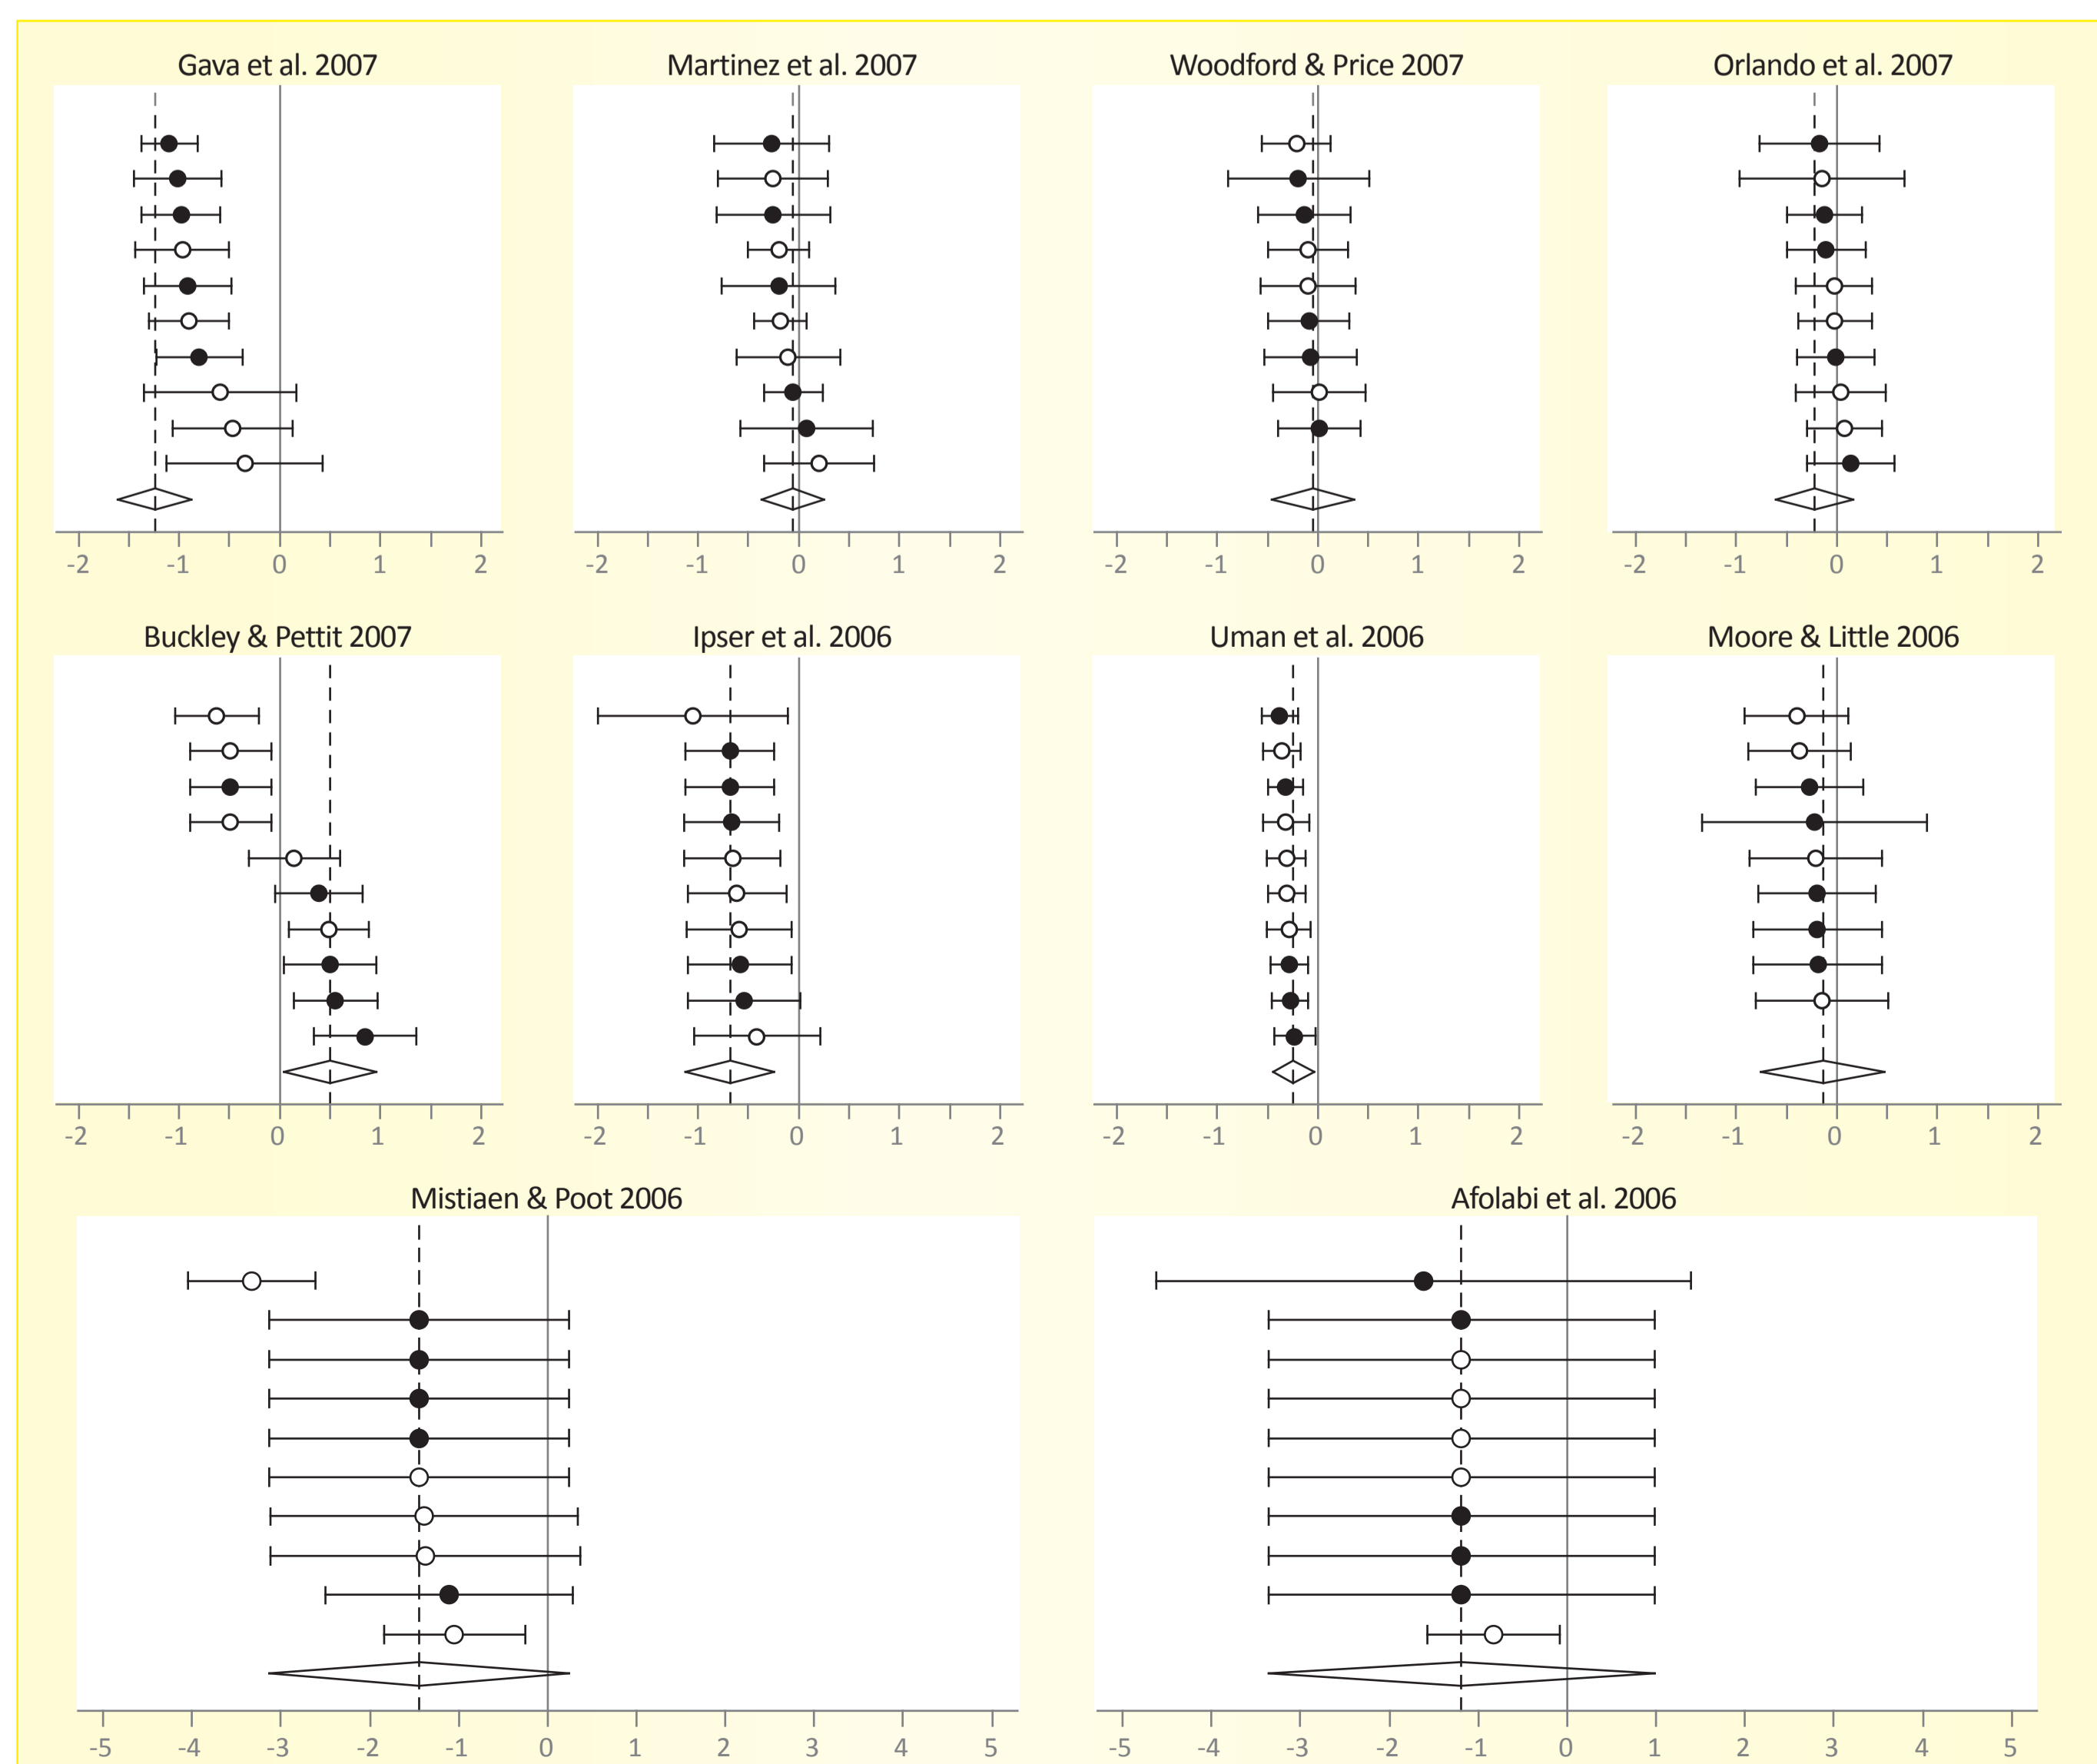 Gava et al. 2007 Martinez et al. 2007 Woodford & Price 2007 Orlando et al. 2007
-2 -1 0 1 2 -2 -1 0 1 2 -2 -1 0 1 2 -2 -1 0 1 2
Buckley & Pettit 2007 Ipser et al. 2006 Uman et al. 2006 Moore & Little 2006
-2 -1 0 1 2 -2 -1 0 1 2 -2 -1 0 1 2 -2 -1 0 1 2
Mistiaen & Poot 2006 Afolabi et al. 2006
-5 -4 -3 -2 -1 0 1 2 3 4 5 -5 -4 -3 -2 -1 0 1 2 3 4 5